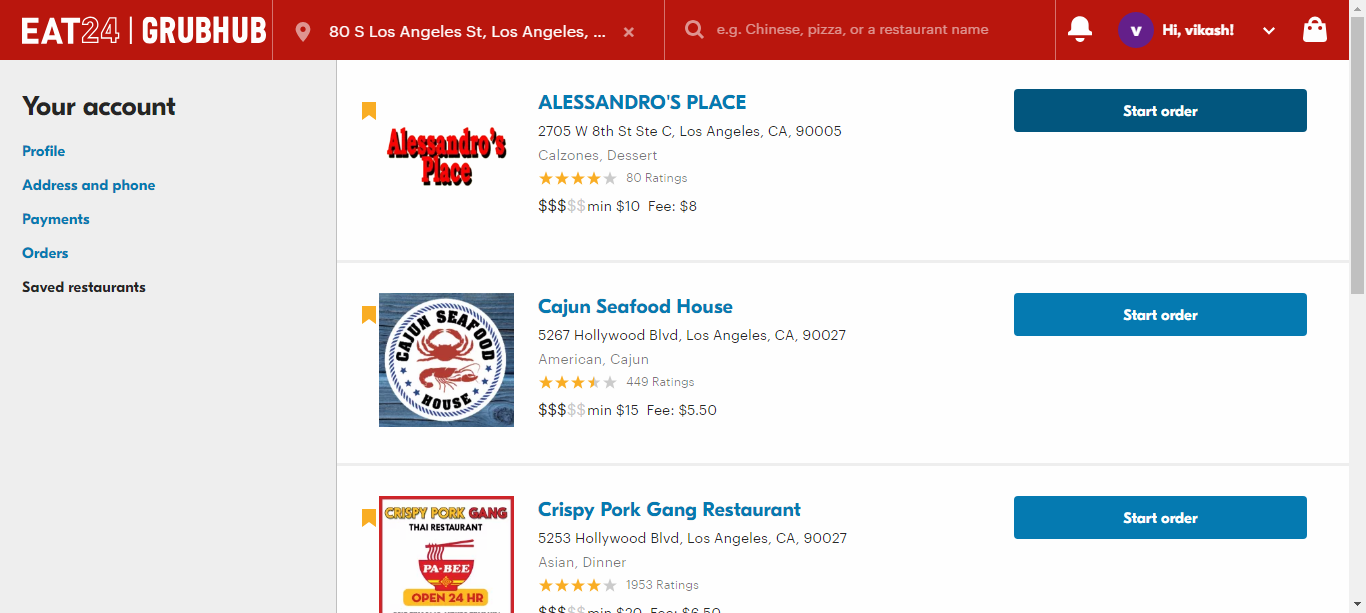 EAT24 | GRUBHUB
80 S Los Angeles St, Los Angeles, ...
e.g. Chinese, pizza, or a restaurant name
v
Hi, vikash!
Your account
Profile
Address and phone
Payments
Orders
Saved restaurants
Alessandro's
Place
ALESSANDRO'S PLACE
2705 W 8th St Ste C, Los Angeles, CA, 90005
Calzones, Dessert
80 Ratings
$$$$$ min $10 Fee: $8
Start order
CAJUN SEAFOOD
HOUSE
Cajun Seafood House
5267 Hollywood Blvd, Los Angeles, CA, 90027
American, Cajun
449 Ratings
$$$$$ min $15 Fee: $5.50
Start order
CRISPY PORK GANG
THAI RESTAURANT
PA-BEE
OPEN 24 HR
Crispy Pork Gang Restaurant
5253 Hollywood Blvd, Los Angeles, CA, 90027
Asian, Dinner
1953 Ratings
$$$$$ min $20 Fee: $6.50
Start order